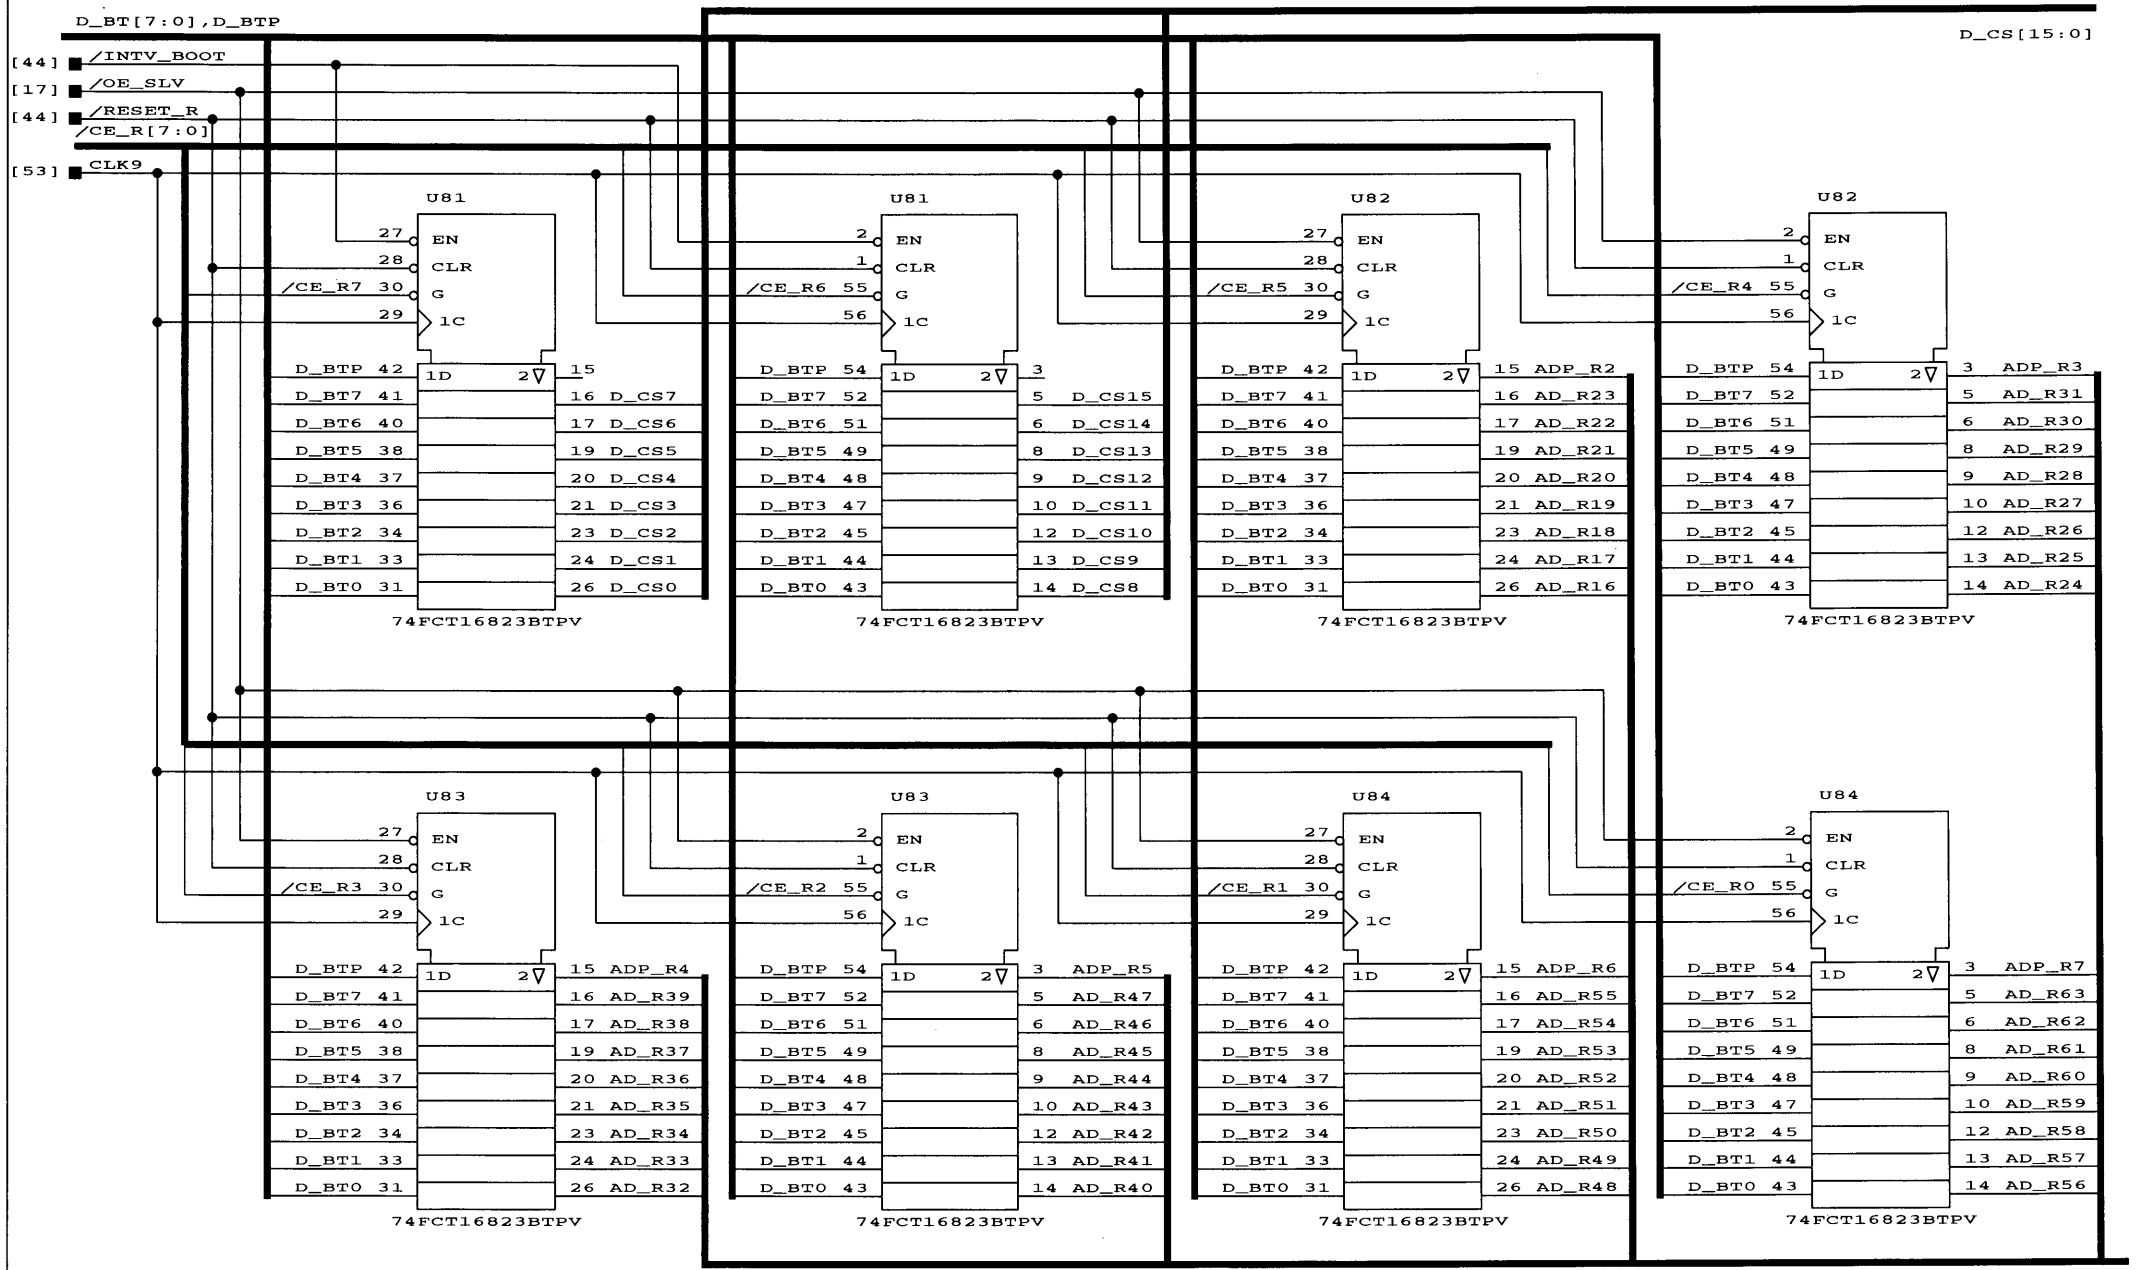 D_BT[7:0],D_BTP
D_CS[15:0]
[44] /INTV_BOOT
[17] /OE_SLV
[44] /RESET_R
/CE_R[7:0]
[53] CLK9
U81 U81 U82 U82
27 EN 2 EN 27 EN 2 EN
28 CLR 1 CLR 28 CLR 1 CLR
/CE_R7 30 G /CE_R6 55 G /CE_R5 30 G /CE_R4 55 G
29 1C 56 1C 29 1C 56 1C
D_BTP 42 1D 2▽ 15 D_BTP 54 1D 2▽ 3 D_BTP 42 1D 2▽ 15 ADP_R2 D_BTP 54 1D 2▽ 3 ADP_R3
D_BT7 41 16 D_CS7 D_BT7 52 5 D_CS15 D_BT7 41 16 AD_R23 D_BT7 52 5 AD_R31
D_BT6 40 17 D_CS6 D_BT6 51 6 D_CS14 D_BT6 40 17 AD_R22 D_BT6 51 6 AD_R30
D_BT5 38 19 D_CS5 D_BT5 49 8 D_CS13 D_BT5 38 19 AD_R21 D_BT5 49 8 AD_R29
D_BT4 37 20 D_CS4 D_BT4 48 9 D_CS12 D_BT4 37 20 AD_R20 D_BT4 48 9 AD_R28
D_BT3 36 21 D_CS3 D_BT3 47 10 D_CS11 D_BT3 36 21 AD_R19 D_BT3 47 10 AD_R27
D_BT2 34 23 D_CS2 D_BT2 45 12 D_CS10 D_BT2 34 23 AD_R18 D_BT2 45 12 AD_R26
D_BT1 33 24 D_CS1 D_BT1 44 13 D_CS9 D_BT1 33 24 AD_R17 D_BT1 44 13 AD_R25
D_BT0 31 26 D_CS0 D_BT0 43 14 D_CS8 D_BT0 31 26 AD_R16 D_BT0 43 14 AD_R24
74FCT16823BTPV 74FCT16823BTPV 74FCT16823BTPV 74FCT16823BTPV
U83 U83 U84 U84
27 EN 2 EN 27 EN 2 EN
28 CLR 1 CLR 28 CLR 1 CLR
/CE_R3 30 G /CE_R2 55 G /CE_R1 30 G /CE_R0 55 G
29 1C 56 1C 29 1C 56 1C
D_BTP 42 1D 2▽ 15 ADP_R4 D_BTP 54 1D 2▽ 3 ADP_R5 D_BTP 42 1D 2▽ 15 ADP_R6 D_BTP 54 1D 2▽ 3 ADP_R7
D_BT7 41 16 AD_R39 D_BT7 52 5 AD_R47 D_BT7 41 16 AD_R55 D_BT7 52 5 AD_R63
D_BT6 40 17 AD_R38 D_BT6 51 6 AD_R46 D_BT6 40 17 AD_R54 D_BT6 51 6 AD_R62
D_BT5 38 19 AD_R37 D_BT5 49 8 AD_R45 D_BT5 38 19 AD_R53 D_BT5 49 8 AD_R61
D_BT4 37 20 AD_R36 D_BT4 48 9 AD_R44 D_BT4 37 20 AD_R52 D_BT4 48 9 AD_R60
D_BT3 36 21 AD_R35 D_BT3 47 10 AD_R43 D_BT3 36 21 AD_R51 D_BT3 47 10 AD_R59
D_BT2 34 23 AD_R34 D_BT2 45 12 AD_R42 D_BT2 34 23 AD_R50 D_BT2 45 12 AD_R58
D_BT1 33 24 AD_R33 D_BT1 44 13 AD_R41 D_BT1 33 24 AD_R49 D_BT1 44 13 AD_R57
D_BT0 31 26 AD_R32 D_BT0 43 14 AD_R40 D_BT0 31 26 AD_R48 D_BT0 43 14 AD_R56
74FCT16823BTPV 74FCT16823BTPV 74FCT16823BTPV 74FCT16823BTPV